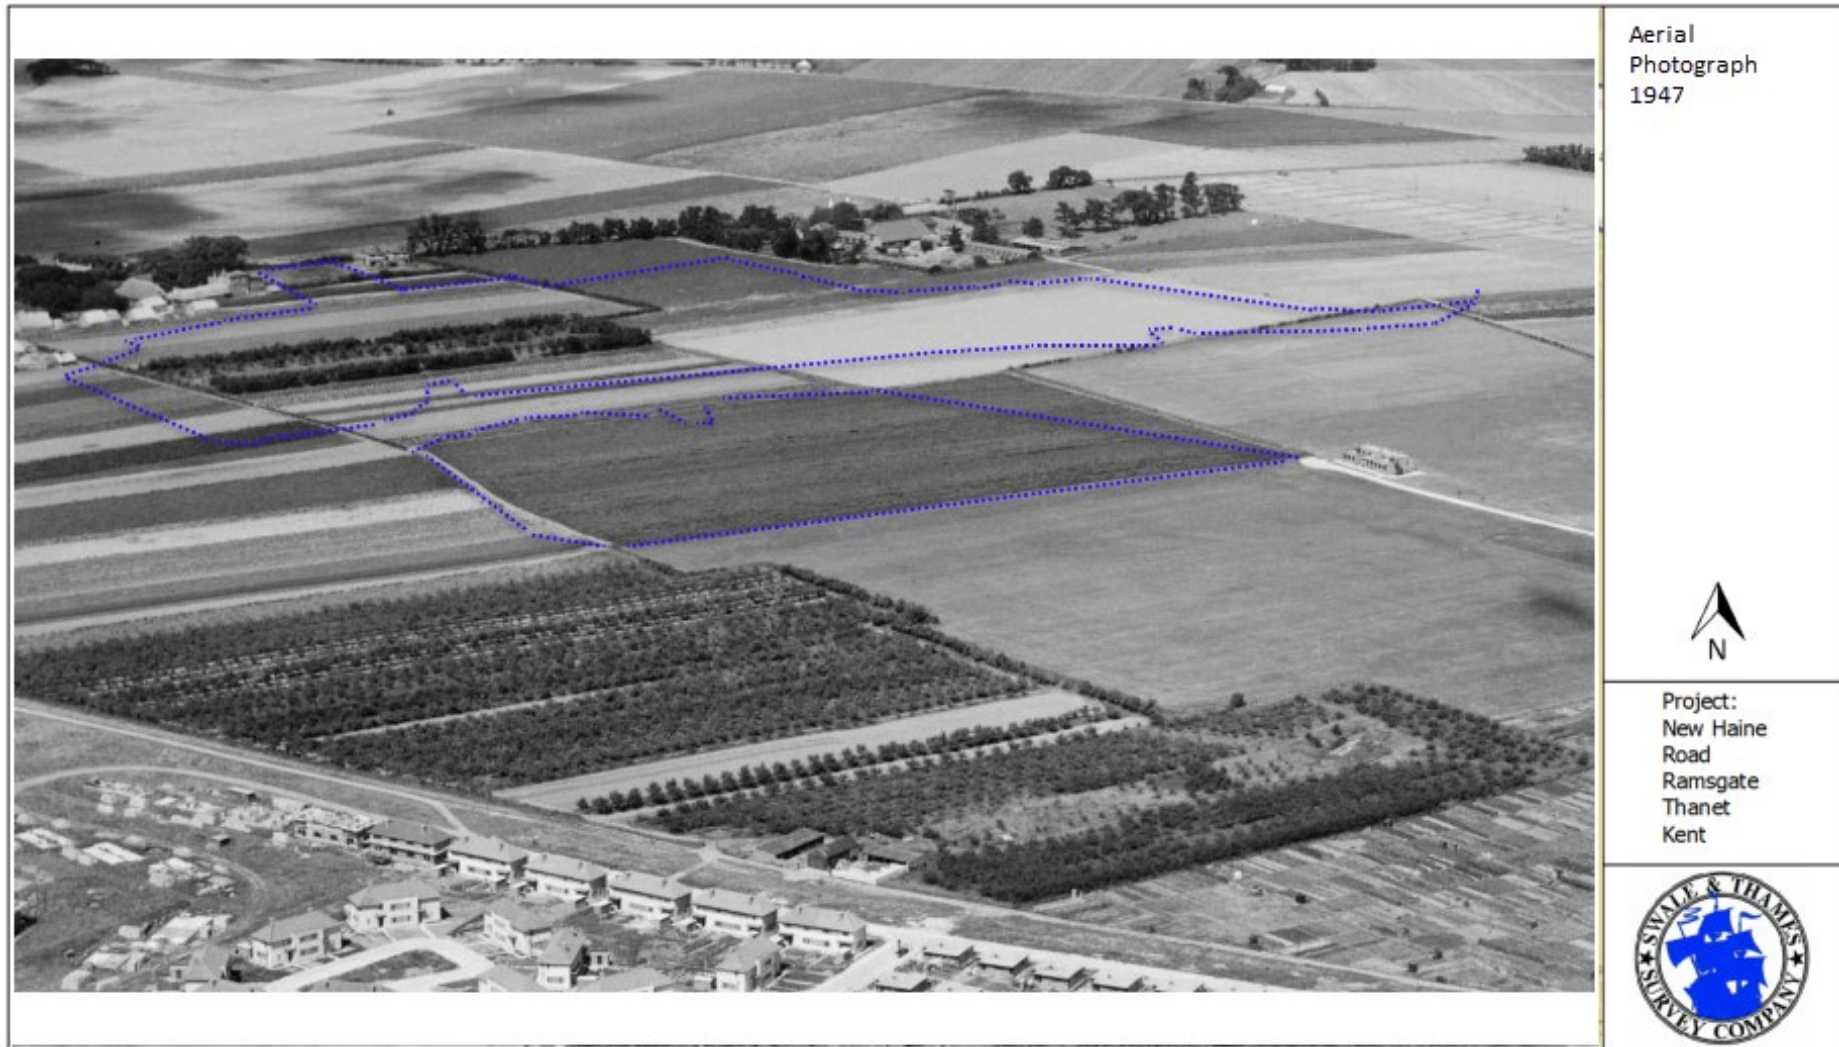 Aerial
Photograph
1947
N
Project:
New Haine
Road
Ramsgate
Thanet
Kent
SWALE & THAMES
SURVEY COMPANY